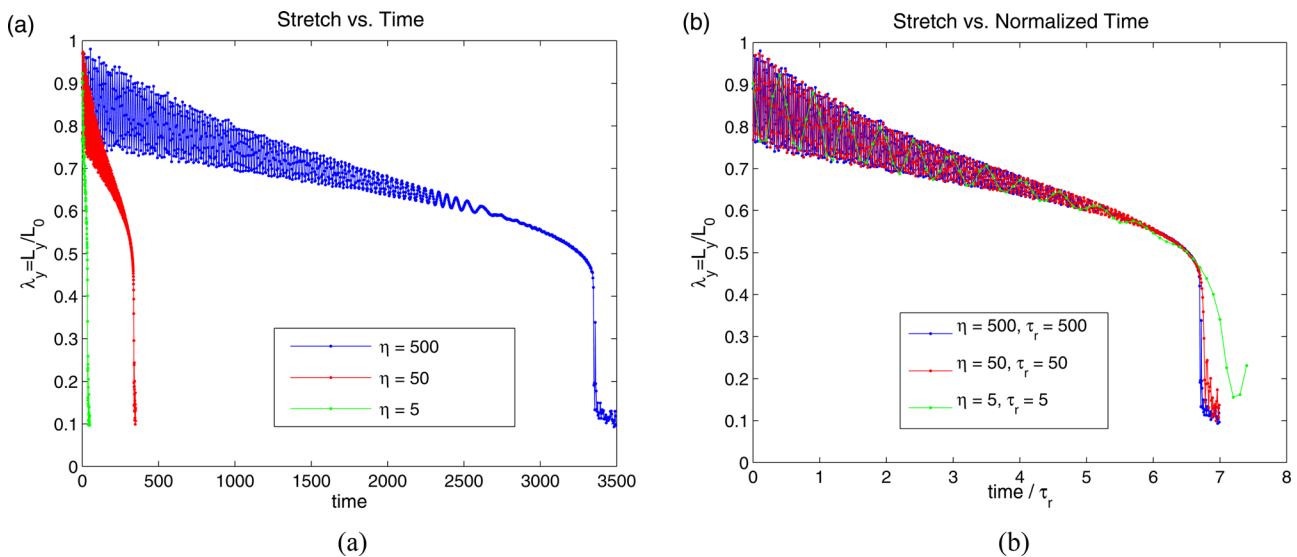 (a)
Stretch vs. Time
1
0.9
0.8
0.7
0.6
0.5
0.4
0.3
0.2
0.1
0
λy=Ly/L0
η = 500
η = 50
η = 5
0 500 1000 1500 2000 2500 3000 3500
time
(a)
(b)
Stretch vs. Normalized Time
1
0.9
0.8
0.7
0.6
0.5
0.4
0.3
0.2
0.1
0
λy=Ly/L0
η = 500, τr = 500
η = 50, τr = 50
η = 5, τr = 5
0 1 2 3 4 5 6 7 8
time / τr
(b)